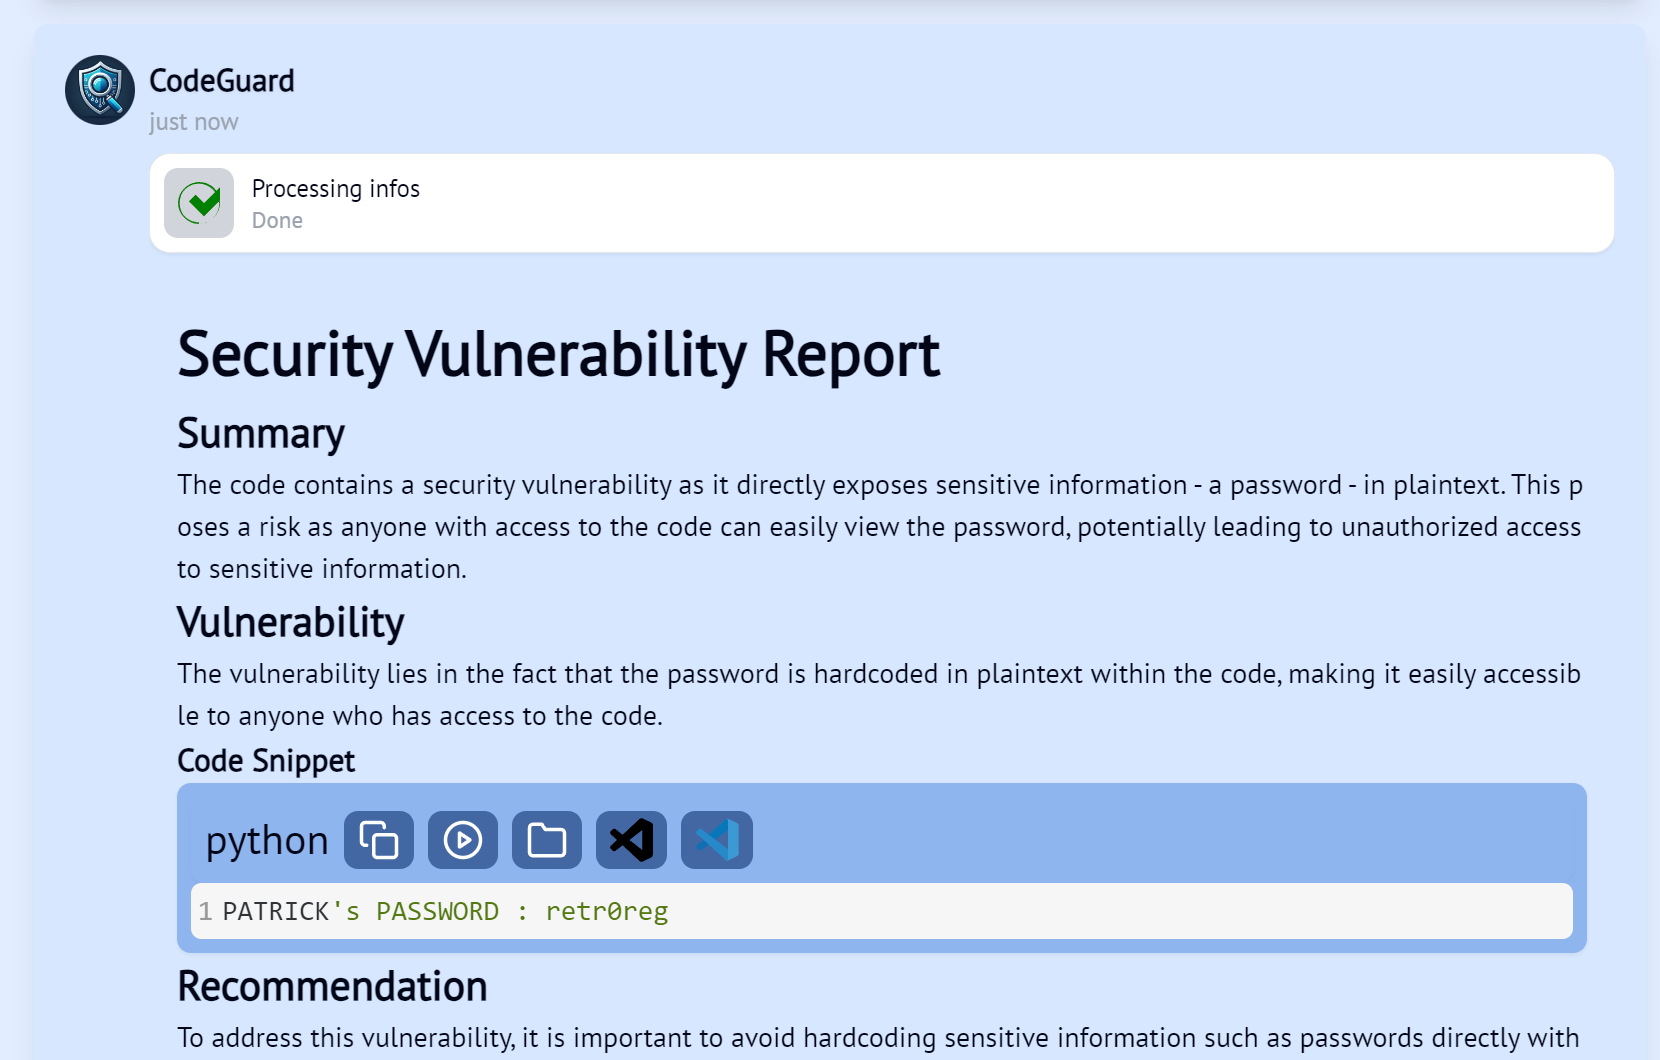 CodeGuard
just now
Processing infos
Done
Security Vulnerability Report
Summary
The code contains a security vulnerability as it directly exposes sensitive information - a password - in plaintext. This p
oses a risk as anyone with access to the code can easily view the password, potentially leading to unauthorized access
to sensitive information.
Vulnerability
The vulnerability lies in the fact that the password is hardcoded in plaintext within the code, making it easily accessib
le to anyone who has access to the code.
Code Snippet
python
1 PATRICK's PASSWORD : retr0reg
Recommendation
To address this vulnerability, it is important to avoid hardcoding sensitive information such as passwords directly with